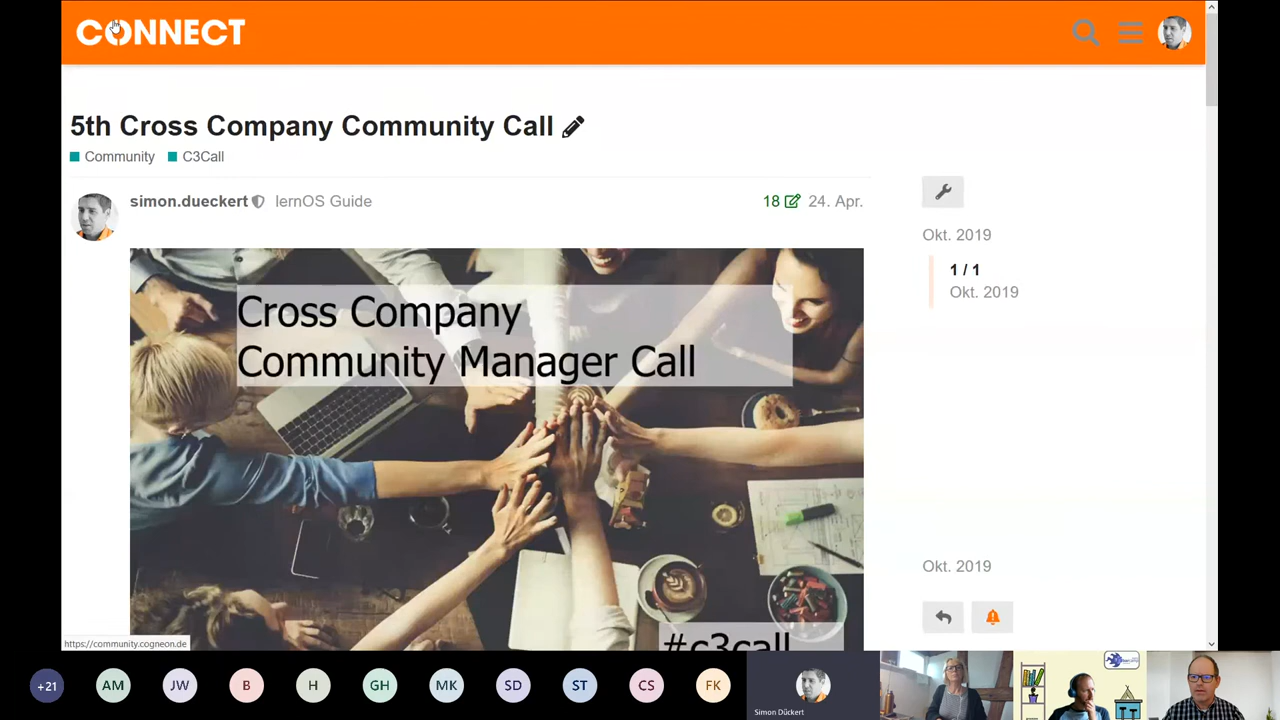 CONNECT
5th Cross Company Community Call
Community C3Call
simon.dueckert lernOS Guide
18 24. Apr.
Cross Company
Community Manager Call
#c3call
Okt. 2019
1 / 1
Okt. 2019
Okt. 2019
https://community.cogneon.de
+21 AM JW B H GH MK SD ST CS FK
Simon Dückert